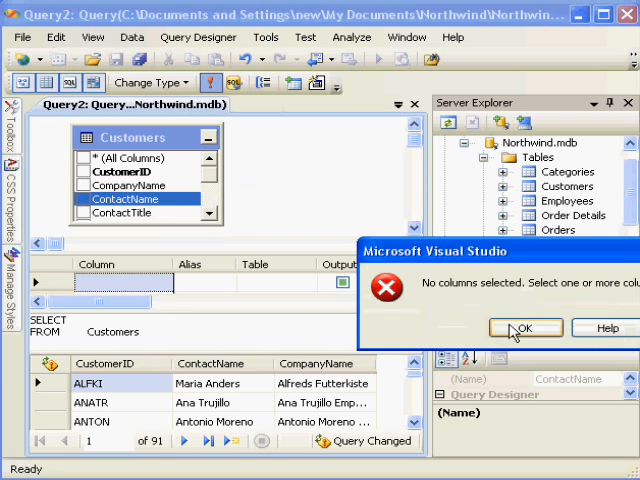 Query2: Query(C:\Documents and Settings\new\My Documents\Northwind\Northwin...
File Edit View Data Query Designer Tools Test Analyze Window Help
Change Type
Query2: Query...Northwind.mdb)
Server Explorer
Toolbox
CSS Properties
Manage Styles
Customers
* (All Columns)
CustomerID
CompanyName
ContactName
ContactTitle
Northwind.mdb
Tables
Categories
Customers
Employees
Order Details
Orders
Microsoft Visual Studio
No columns selected. Select one or more colu
OK Help
Column Alias Table Output
SELECT
FROM Customers
CustomerID ContactName CompanyName
ALFKI Maria Anders Alfreds Futterkiste
ANATR Ana Trujillo Ana Trujillo Emp...
ANTON Antonio Moreno Antonio Moreno ...
1 of 91 Query Changed
(Name) ContactName
Query Designer
(Name)
Ready